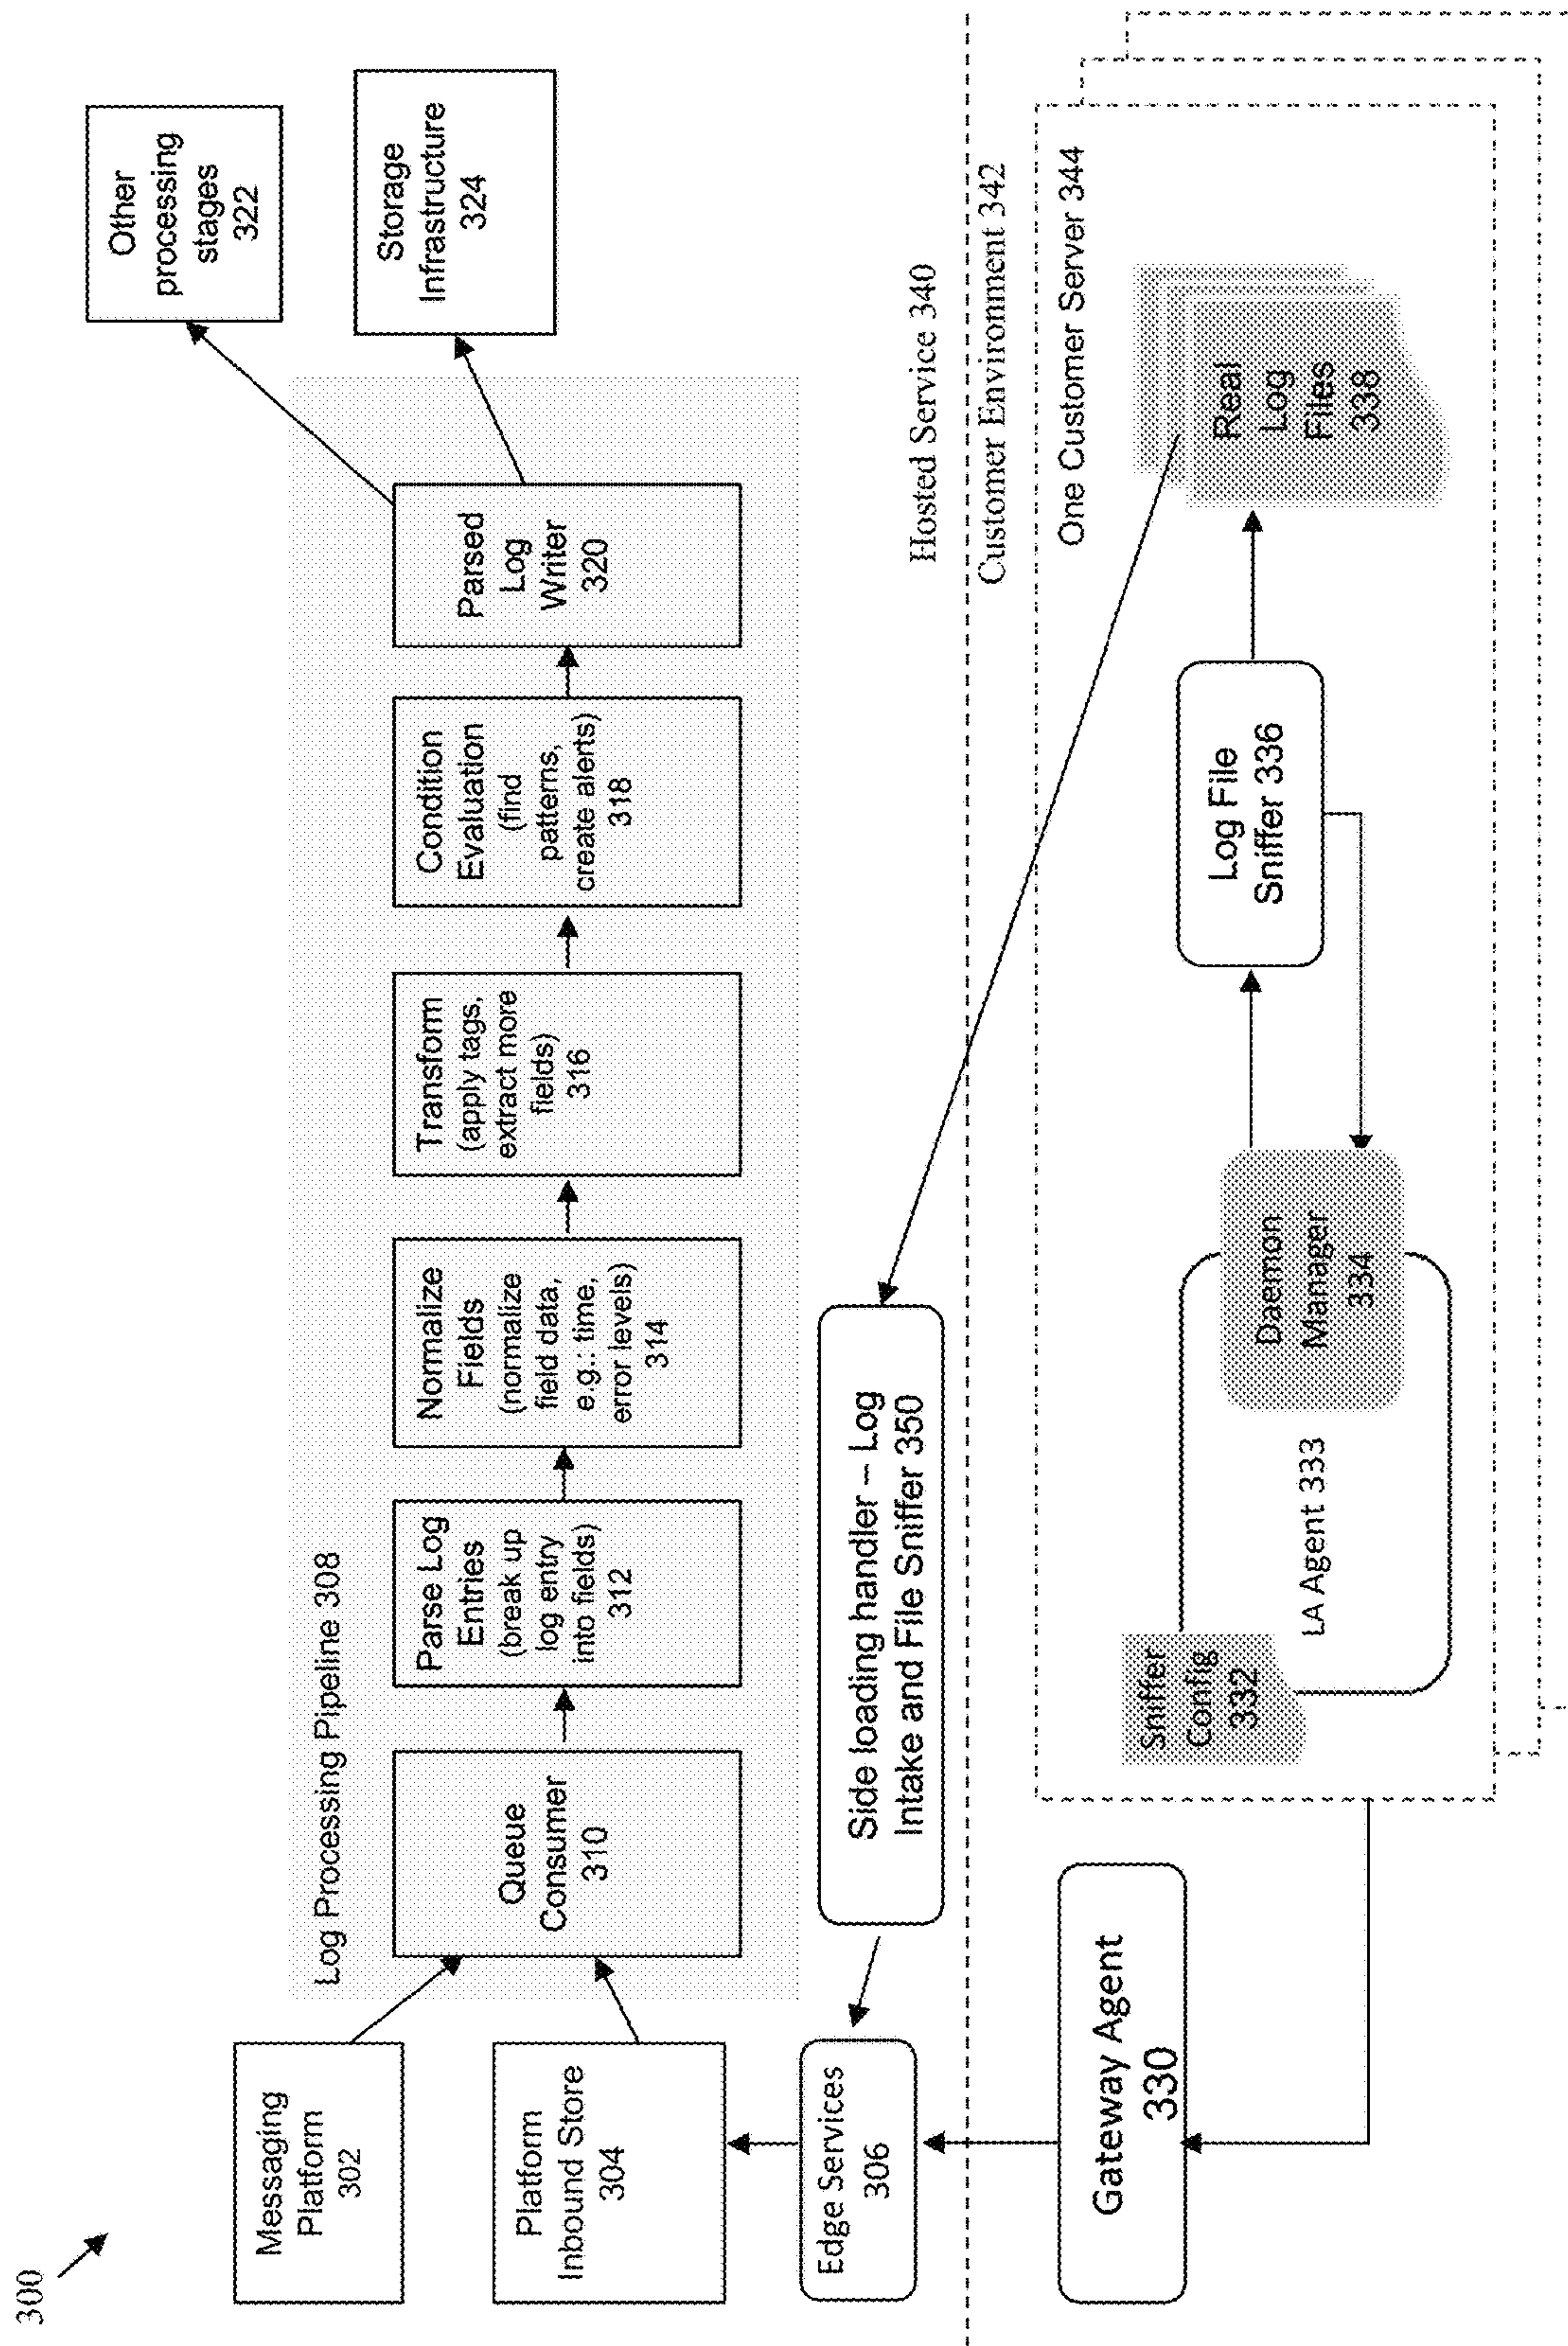 300
Messaging
Platform
302
Platform
Inbound Store
304
Edge Services
306
Log Processing Pipeline 308
Queue
Consumer
310
Parse Log
Entries
(break up
log entry
into fields)
312
Normalize
Fields
(normalize
field data,
e.g.: time,
error levels)
314
Transform
(apply tags,
extract more
fields)
316
Condition
Evaluation
(find
patterns,
create alerts)
318
Parsed
Log
Writer
320
Other
processing
stages
322
Storage
Infrastructure
324
Side loading handler – Log
Intake and File Sniffer 350
Hosted Service 340
Customer Environment 342
Gateway Agent
330
One Customer Server 344
Sniffer
Config
332
LA Agent 333
Daemon
Manager
334
Log File
Sniffer 336
Real
Log
Files
338